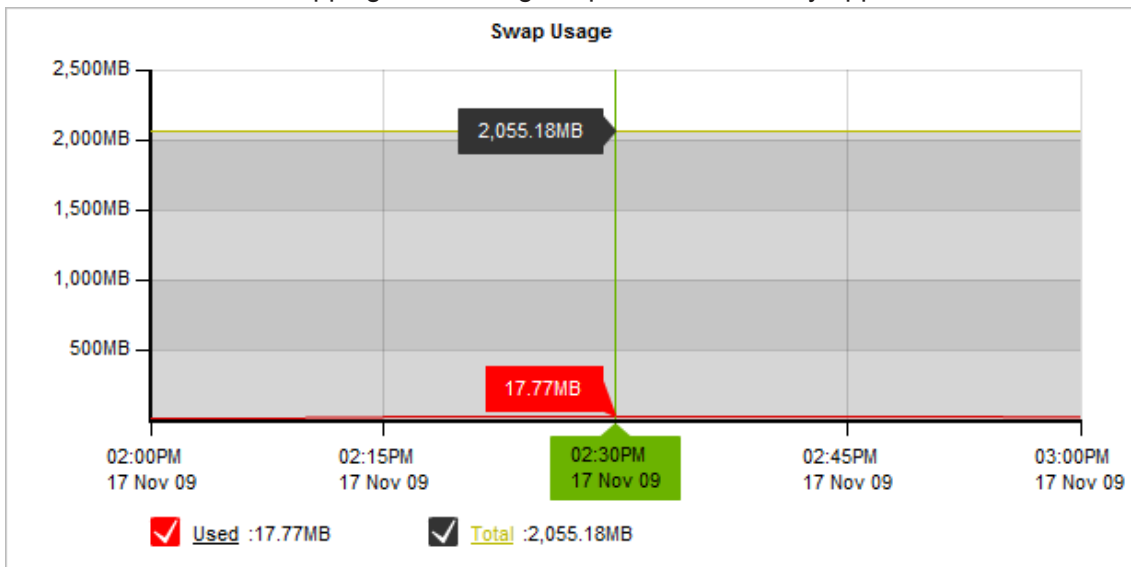 Swap Usage
2,500MB
2,000MB
1,500MB
1,000MB
500MB
2,055.18MB
17.77MB
02:00PM 02:15PM 02:30PM 02:45PM 03:00PM
17 Nov 09 17 Nov 09 17 Nov 09 17 Nov 09 17 Nov 09
Used :17.77MB Total :2,055.18MB